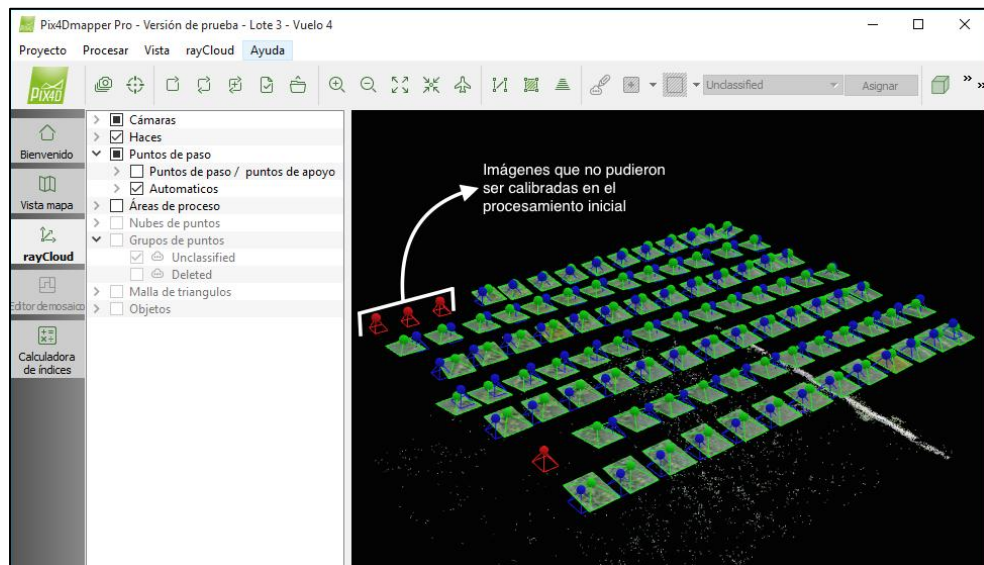 Pix4Dmapper Pro - Versión de prueba - Lote 3 - Vuelo 4
Proyecto Procesar Vista rayCloud Ayuda
PIX4D
Unclassified
Asignar
Bienvenido
Vista mapa
rayCloud
Editor de mosaico
Calculadora
de índices
Cámaras
Haces
Puntos de paso
Puntos de paso / puntos de apoyo
Automaticos
Áreas de proceso
Nubes de puntos
Grupos de puntos
Unclassified
Deleted
Malla de triangulos
Objetos
Imágenes que no pudieron
ser calibradas en el
procesamiento inicial